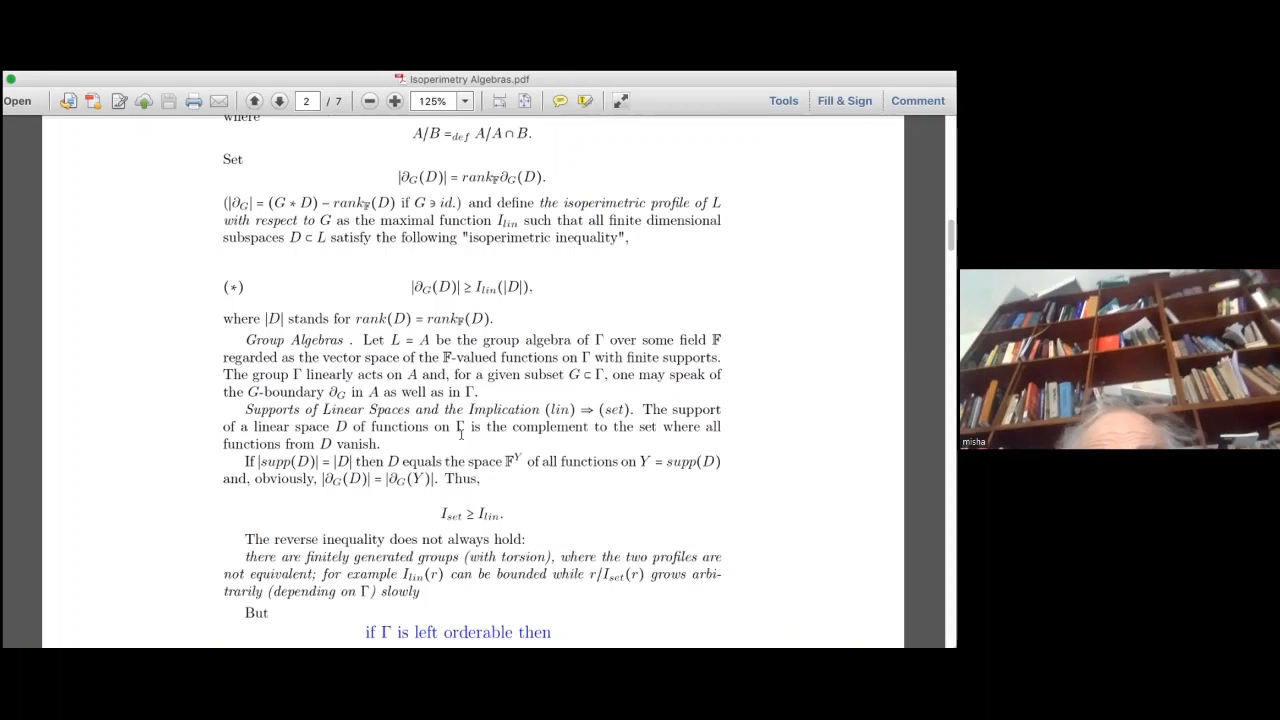 Isoperimetry Algebras.pdf
Open 2 / 7 125% Tools Fill & Sign Comment
where
A/B =def A/A ∩ B.
Set
|∂G(D)| = rank𝔽∂G(D).
(|∂G| = (G * D) − rank𝔽(D) if G ∋ id.) and define the isoperimetric profile of L
with respect to G as the maximal function Ilin such that all finite dimensional
subspaces D ⊂ L satisfy the following "isoperimetric inequality",
(*) |∂G(D)| ≥ Ilin(|D|),
where |D| stands for rank(D) = rank𝔽(D).
Group Algebras . Let L = A be the group algebra of Γ over some field 𝔽
regarded as the vector space of the 𝔽-valued functions on Γ with finite supports.
The group Γ linearly acts on A and, for a given subset G ⊂ Γ, one may speak of
the G-boundary ∂G in A as well as in Γ.
Supports of Linear Spaces and the Implication (lin) ⇒ (set). The support
of a linear space D of functions on Γ is the complement to the set where all
functions from D vanish.
If |supp(D)| = |D| then D equals the space 𝔽^Y of all functions on Y = supp(D)
and, obviously, |∂G(D)| = |∂G(Y)|. Thus,
Iset ≥ Ilin.
The reverse inequality does not always hold:
there are finitely generated groups (with torsion), where the two profiles are
not equivalent; for example Ilin(r) can be bounded while r/Iset(r) grows arbi-
trarily (depending on Γ) slowly
But
if Γ is left orderable then
misha